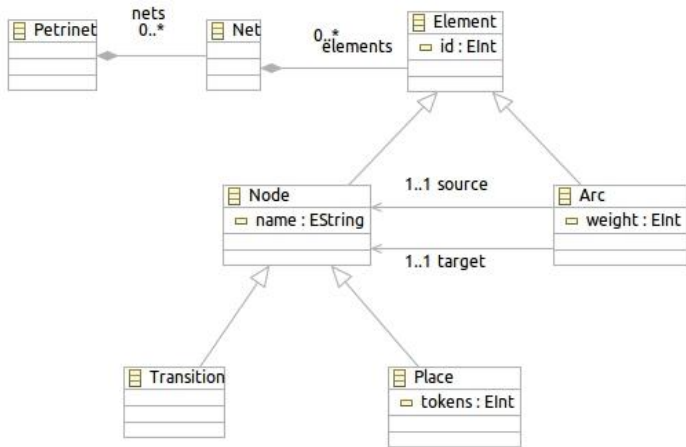 nets
0..*
Petrinet
Net
0..*
elements
Element
id : EInt
Node
name : EString
1..1 source
1..1 target
Arc
weight : EInt
Transition
Place
tokens : EInt